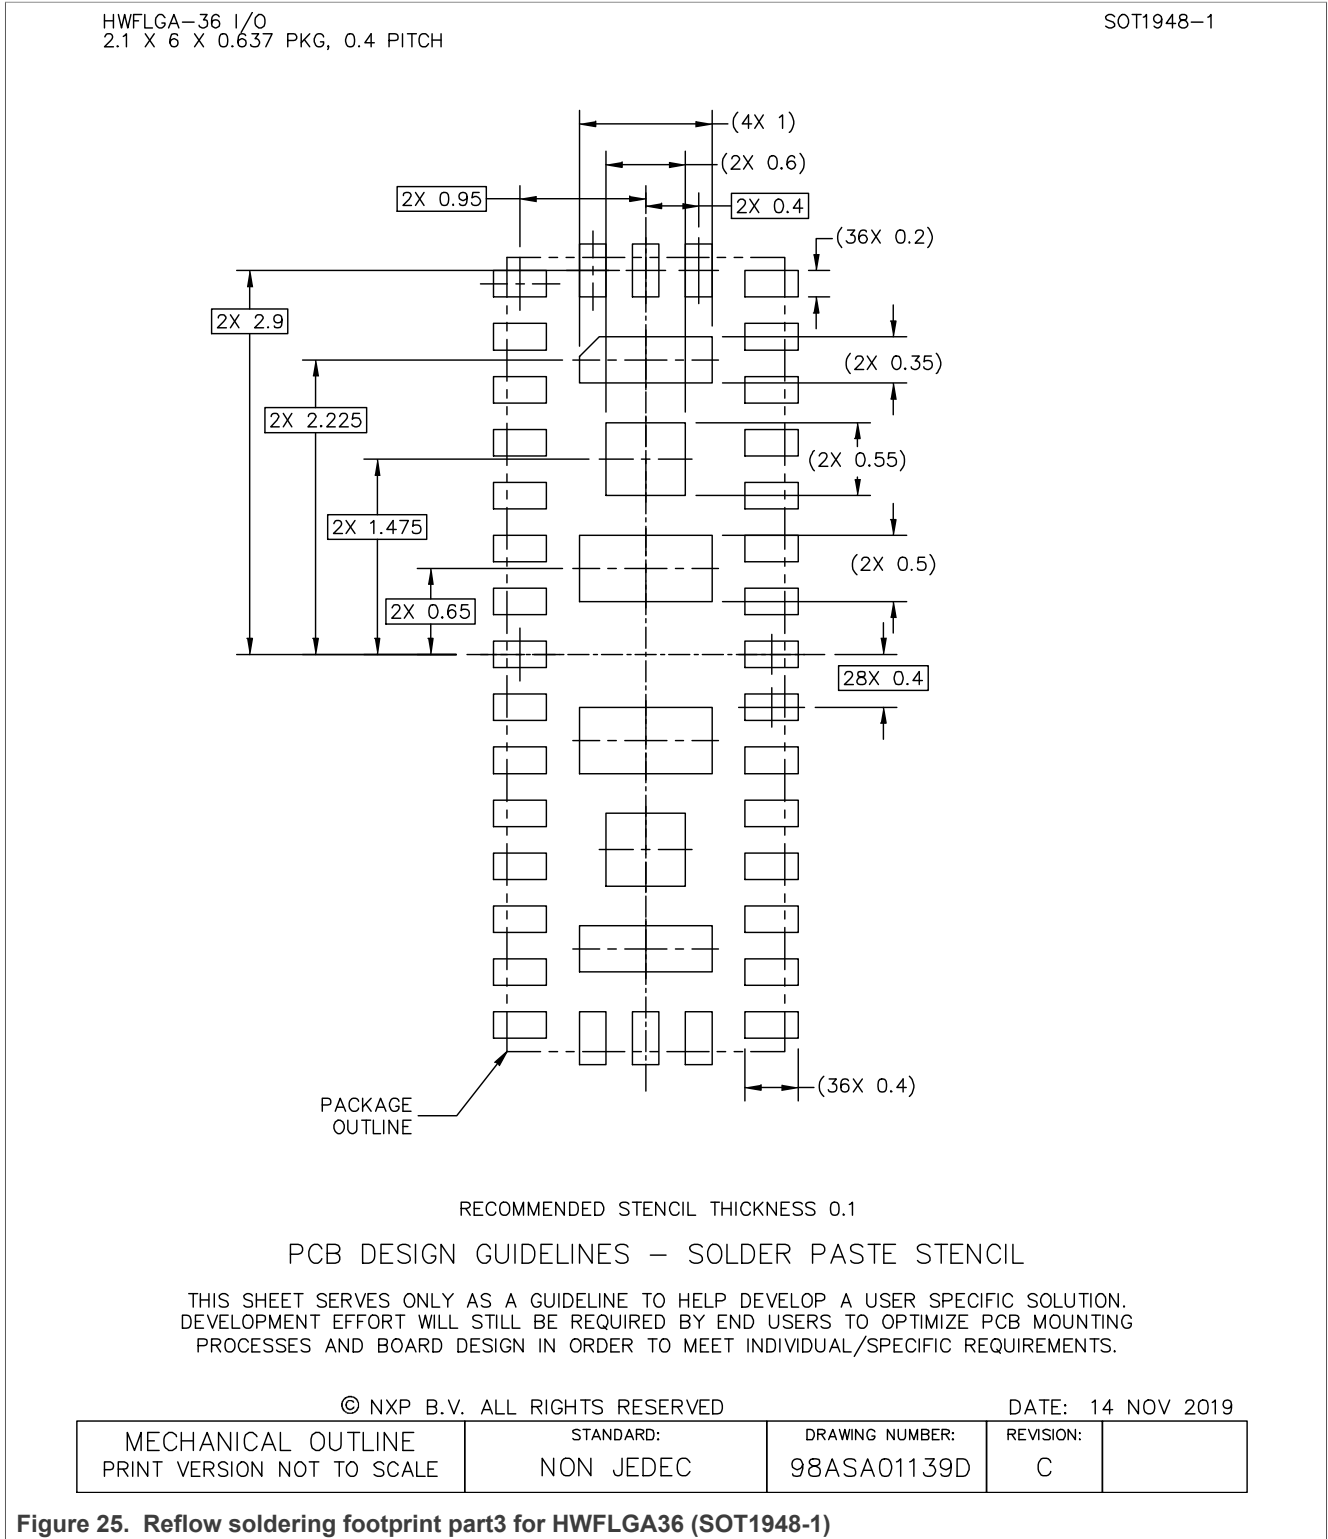 HWFLGA-36 I/O
SOT1948-1
2.1 X 6 X 0.637 PKG, 0.4 PITCH
(4X 1)
(2X 0.6)
2X 0.95
2X 0.4
(36X 0.2)
2X 2.9
(2X 0.35)
2X 2.225
(2X 0.55)
2X 1.475
(2X 0.5)
2X 0.65
28X 0.4
(36X 0.4)
PACKAGE
OUTLINE
RECOMMENDED STENCIL THICKNESS 0.1
PCB DESIGN GUIDELINES – SOLDER PASTE STENCIL
THIS SHEET SERVES ONLY AS A GUIDELINE TO HELP DEVELOP A USER SPECIFIC SOLUTION.
DEVELOPMENT EFFORT WILL STILL BE REQUIRED BY END USERS TO OPTIMIZE PCB MOUNTING
PROCESSES AND BOARD DESIGN IN ORDER TO MEET INDIVIDUAL/SPECIFIC REQUIREMENTS.
© NXP B.V. ALL RIGHTS RESERVED
DATE: 14 NOV 2019
MECHANICAL OUTLINE
PRINT VERSION NOT TO SCALE
STANDARD:
NON JEDEC
DRAWING NUMBER:
98ASA01139D
REVISION:
C
Figure 25. Reflow soldering footprint part3 for HWFLGA36 (SOT1948-1)